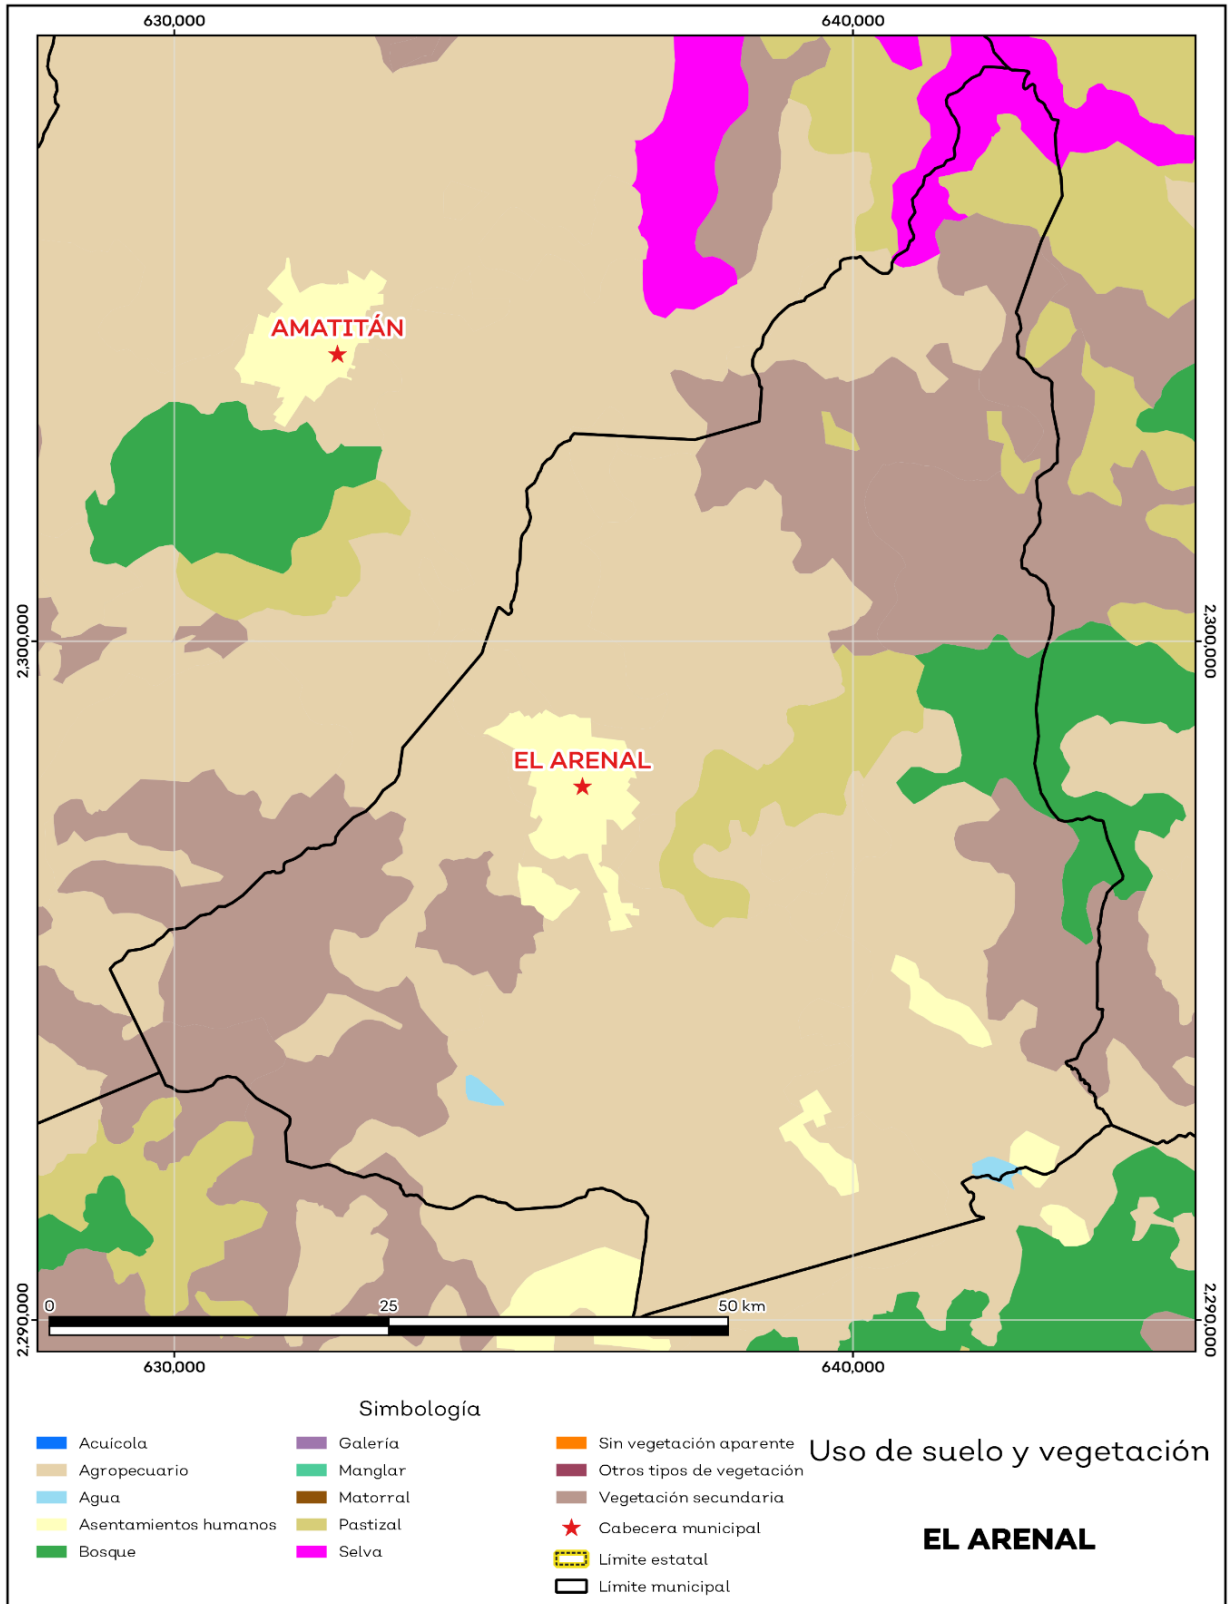 630,000 640,000
AMATITÁN
2,300,000 2,300,000
EL ARENAL
2,290,000 2,290,000
0 25 50 km
630,000 640,000
Simbología
Acuícola
Agropecuario
Agua
Asentamientos humanos
Bosque
Galería
Manglar
Matorral
Pastizal
Selva
Sin vegetación aparente
Otros tipos de vegetación
Vegetación secundaria
Cabecera municipal
Límite estatal
Límite municipal
Uso de suelo y vegetación
EL ARENAL